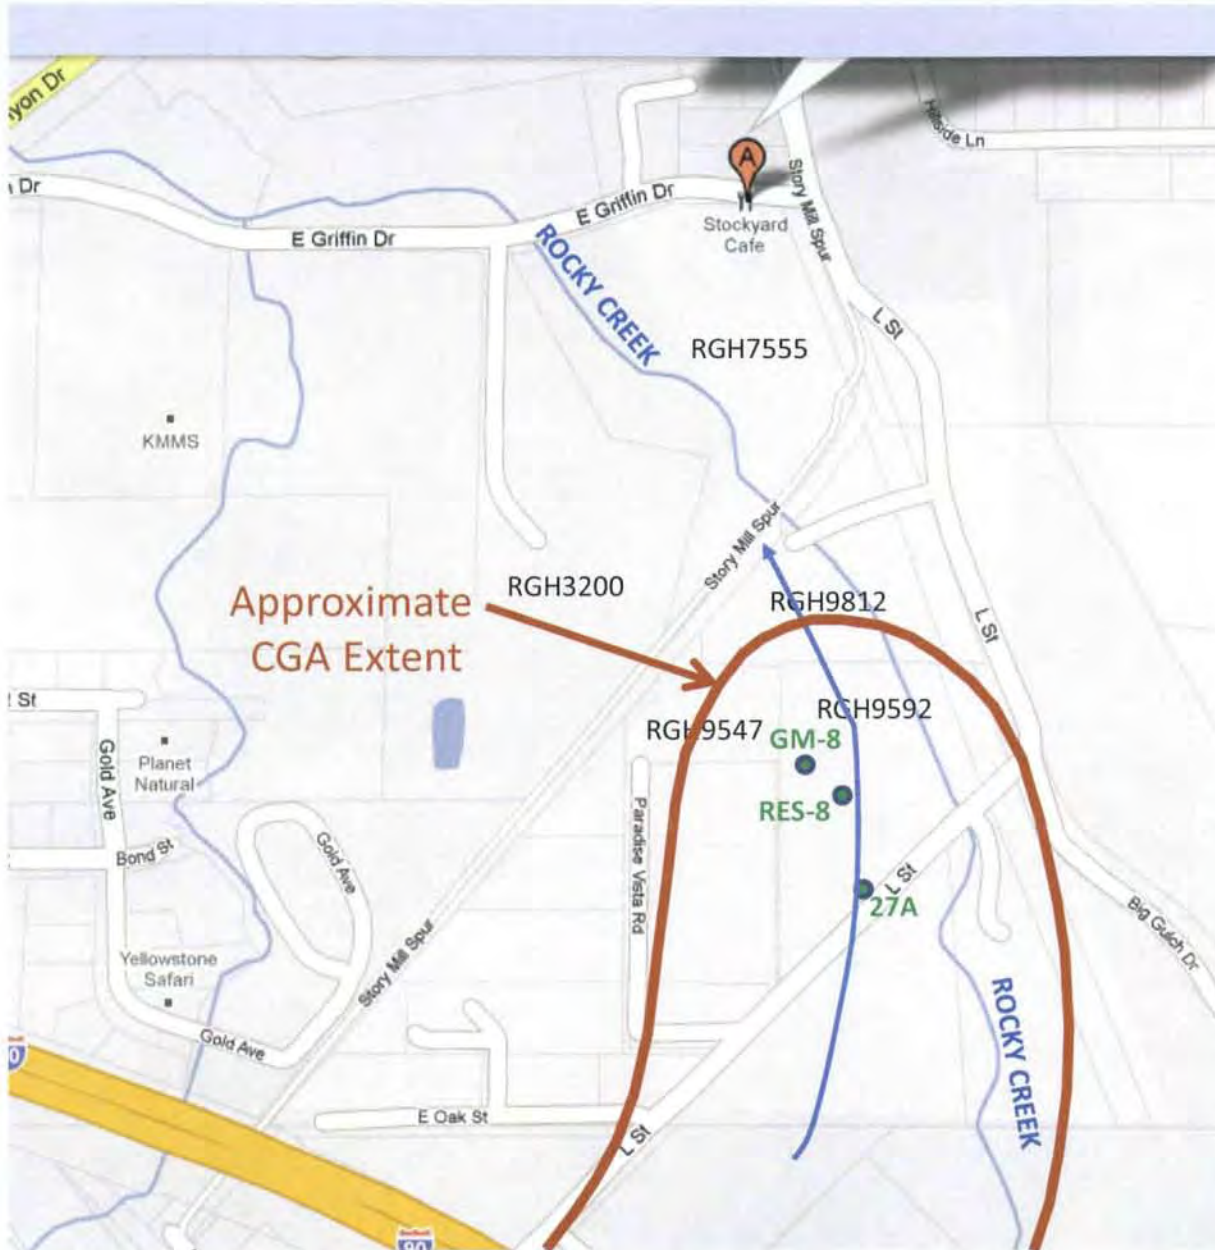 yon Dr
Hillside Ln
A
Dr
E Griffin Dr
Story Mill Spur
E Griffin Dr
Stockyard
Cafe
ROCKY CREEK
L St
RGH7555
KMMS
Story Mill Spur
RGH3200
RGH9812
Approximate
CGA Extent
L St
St
RGH9547
RGH9592
GM-8
Gold Ave
Planet
Natural
RES-8
Paradise Vista Rd
Bond St
Gold Ave
L St
27A
Big Gulch Dr
Story Mill Spur
Yellowstone
Safari
ROCKY CREEK
Gold Ave
0
E Oak St
L St
90